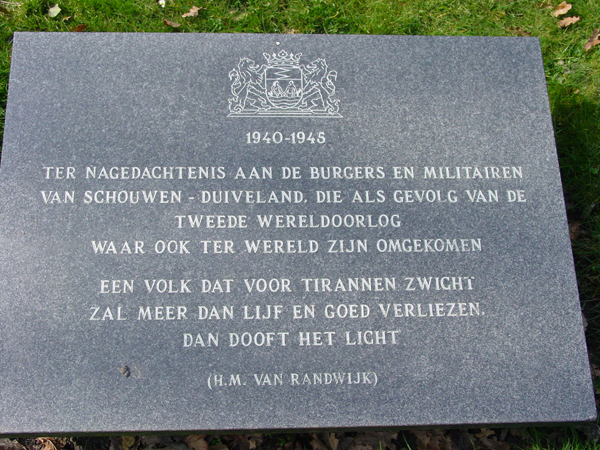 1940-1945
TER NAGEDACHTENIS AAN DE BURGERS EN MILITAIREN
VAN SCHOUWEN - DUIVELAND, DIE ALS GEVOLG VAN DE
TWEEDE WERELDOORLOG
WAAR OOK TER WERELD ZIJN OMGEKOMEN
EEN VOLK DAT VOOR TIRANNEN ZWICHT
ZAL MEER DAN LIJF EN GOED VERLIEZEN,
DAN DOOFT HET LICHT
(H.M. VAN RANDWIJK)